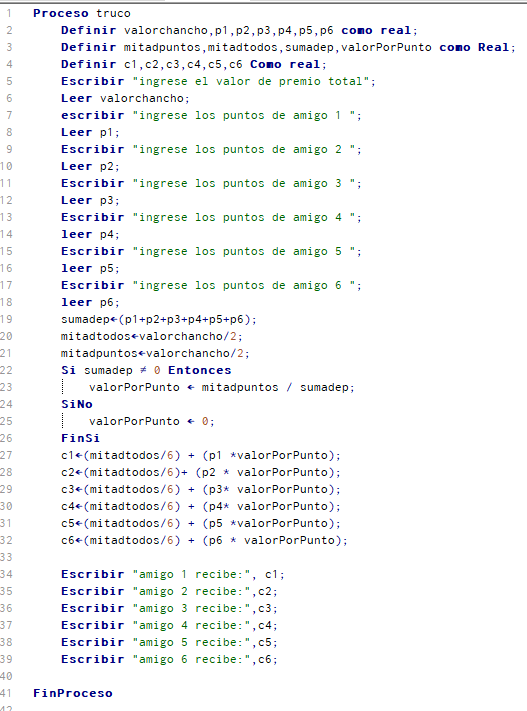 1 Proceso truco
2 Definir valorchancho,p1,p2,p3,p4,p5,p6 como real;
3 Definir mitadpuntos,mitadtodos,sumadep,valorPorPunto como Real;
4 Definir c1,c2,c3,c4,c5,c6 Como real;
5 Escribir "ingrese el valor de premio total";
6 Leer valorchancho;
7 escribir "ingrese los puntos de amigo 1 ";
8 Leer p1;
9 Escribir "ingrese los puntos de amigo 2 ";
10 Leer p2;
11 Escribir "ingrese los puntos de amigo 3 ";
12 Leer p3;
13 Escribir "ingrese los puntos de amigo 4 ";
14 leer p4;
15 Escribir "ingrese los puntos de amigo 5 ";
16 leer p5;
17 Escribir "ingrese los puntos de amigo 6 ";
18 leer p6;
19 sumadep←(p1+p2+p3+p4+p5+p6);
20 mitadtodos←valorchancho/2;
21 mitadpuntos←valorchancho/2;
22 Si sumadep ≠ 0 Entonces
23 valorPorPunto ← mitadpuntos / sumadep;
24 SiNo
25 valorPorPunto ← 0;
26 FinSi
27 c1←(mitadtodos/6) + (p1 *valorPorPunto);
28 c2←(mitadtodos/6)+ (p2 * valorPorPunto);
29 c3←(mitadtodos/6) + (p3* valorPorPunto);
30 c4←(mitadtodos/6) + (p4* valorPorPunto);
31 c5←(mitadtodos/6) + (p5 *valorPorPunto);
32 c6←(mitadtodos/6) + (p6 * valorPorPunto);
33
34 Escribir "amigo 1 recibe:", c1;
35 Escribir "amigo 2 recibe:",c2;
36 Escribir "amigo 3 recibe:",c3;
37 Escribir "amigo 4 recibe:",c4;
38 Escribir "amigo 5 recibe:",c5;
39 Escribir "amigo 6 recibe:",c6;
40
41 FinProceso